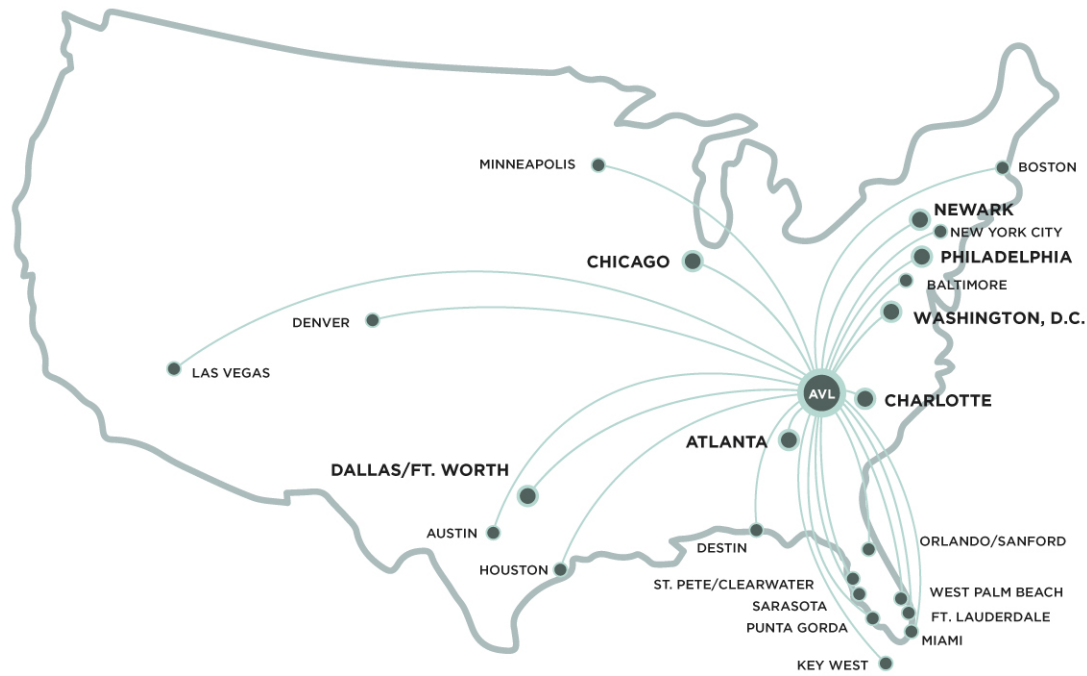 MINNEAPOLIS
BOSTON
NEWARK
NEW YORK CITY
CHICAGO
PHILADELPHIA
BALTIMORE
DENVER
WASHINGTON, D.C.
LAS VEGAS
AVL
CHARLOTTE
ATLANTA
DALLAS/FT. WORTH
AUSTIN
DESTIN
ORLANDO/SANFORD
HOUSTON
ST. PETE/CLEARWATER
WEST PALM BEACH
SARASOTA
FT. LAUDERDALE
PUNTA GORDA
MIAMI
KEY WEST